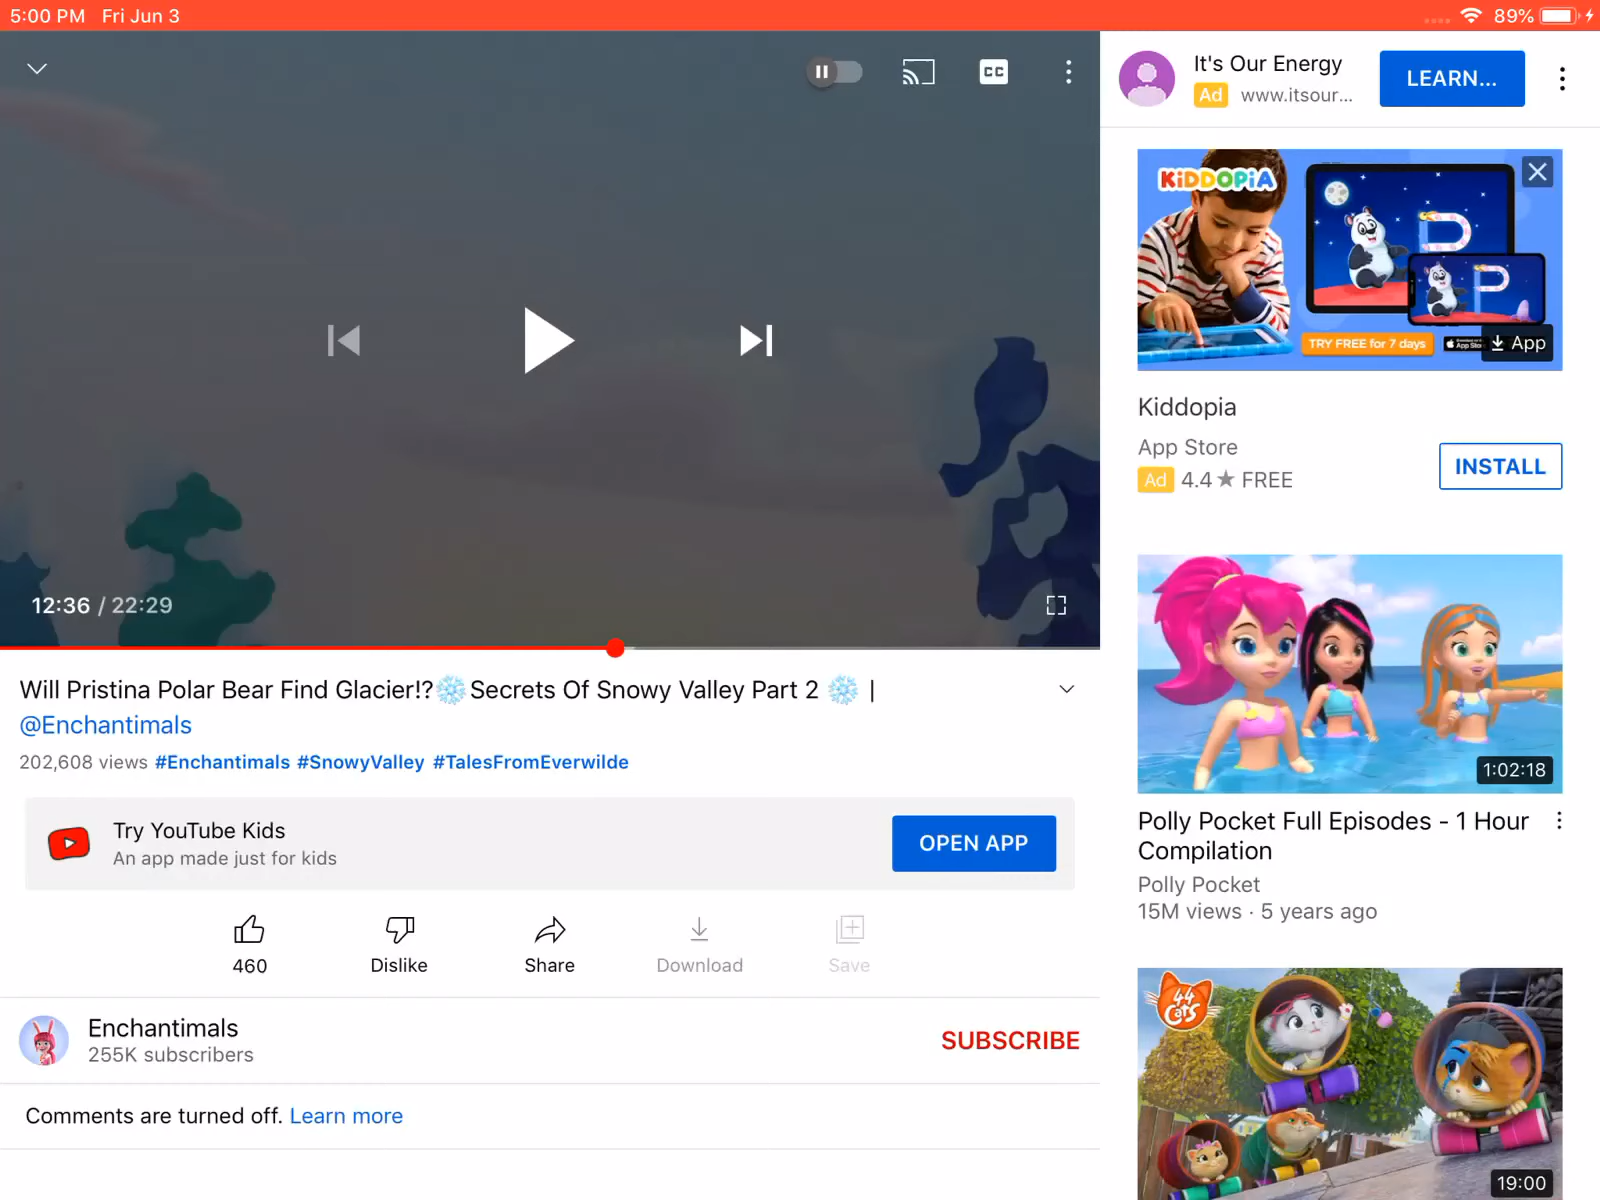 5:00 PM Fri Jun 3
89%
CC
12:36 / 22:29
Will Pristina Polar Bear Find Glacier!?❄️Secrets Of Snowy Valley Part 2 ❄️ |
@Enchantimals
202,608 views #Enchantimals #SnowyValley #TalesFromEverwilde
Try YouTube Kids
An app made just for kids
OPEN APP
460
Dislike
Share
Download
Save
Enchantimals
255K subscribers
SUBSCRIBE
Comments are turned off. Learn more
It's Our Energy
Ad www.itsour...
LEARN...
KiDDOPiA
TRY FREE for 7 days
App
Kiddopia
App Store
Ad 4.4 ★ FREE
INSTALL
1:02:18
Polly Pocket Full Episodes - 1 Hour
Compilation
Polly Pocket
15M views · 5 years ago
44
Cats
19:00